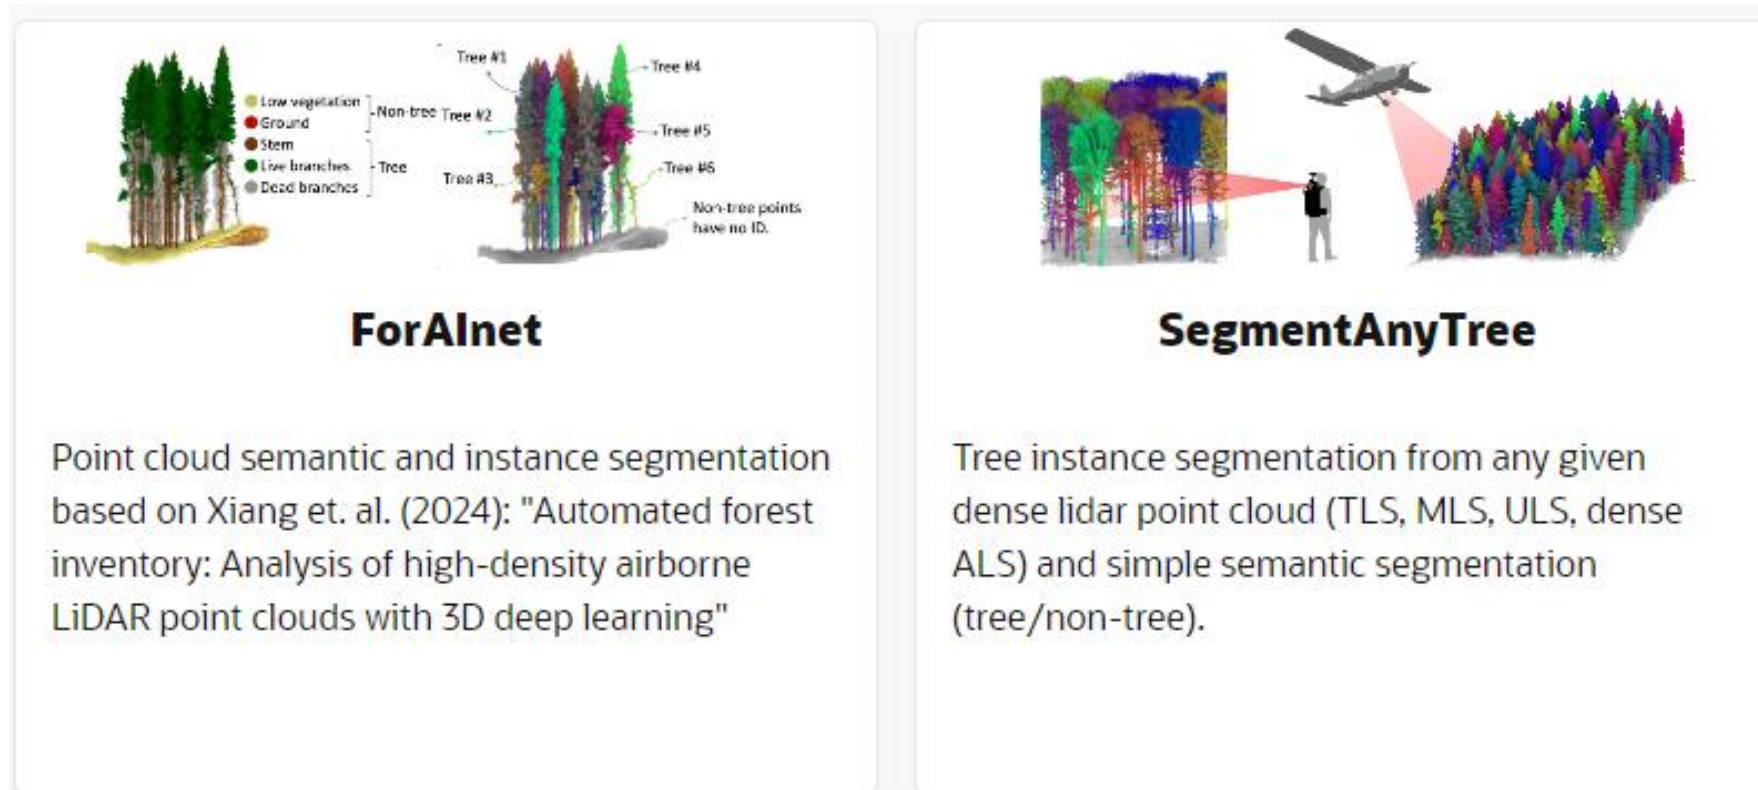 Low vegetation
Ground
Stem
Live branches
Dead branches
Non-tree
Tree
Tree #1
Tree #2
Tree #3
Tree #4
Tree #5
Tree #6
Non-tree points
have no ID.
ForAInet
Point cloud semantic and instance segmentation
based on Xiang et. al. (2024): "Automated forest
inventory: Analysis of high-density airborne
LiDAR point clouds with 3D deep learning"
SegmentAnyTree
Tree instance segmentation from any given
dense lidar point cloud (TLS, MLS, ULS, dense
ALS) and simple semantic segmentation
(tree/non-tree).